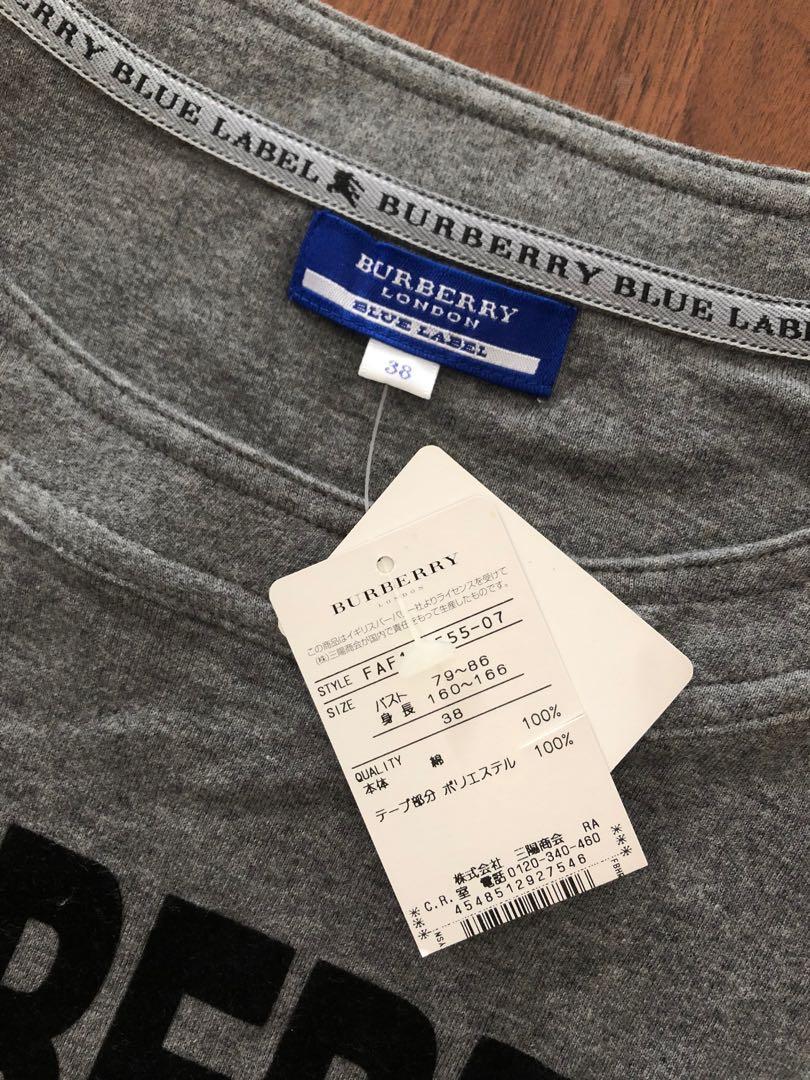 ERRY BLUE LABEL BURBERRY BLUE LABEL
BURBERRY
LONDON
BLUE LABEL
38
BURBERRY
LONDON
この商品はイギリスバーバリー社よりライセンスを受けて
(株)三陽商会が国内で責任をもって生産したものです。
STYLE 55-07
SIZE バスト 79~86
身長 160~166
38
QUALITY 綿 100%
本体
テープ部分 ポリエステル 100%
株式会社 三陽商会 RA
C.R.室 電話0120-340-460
4548512927546